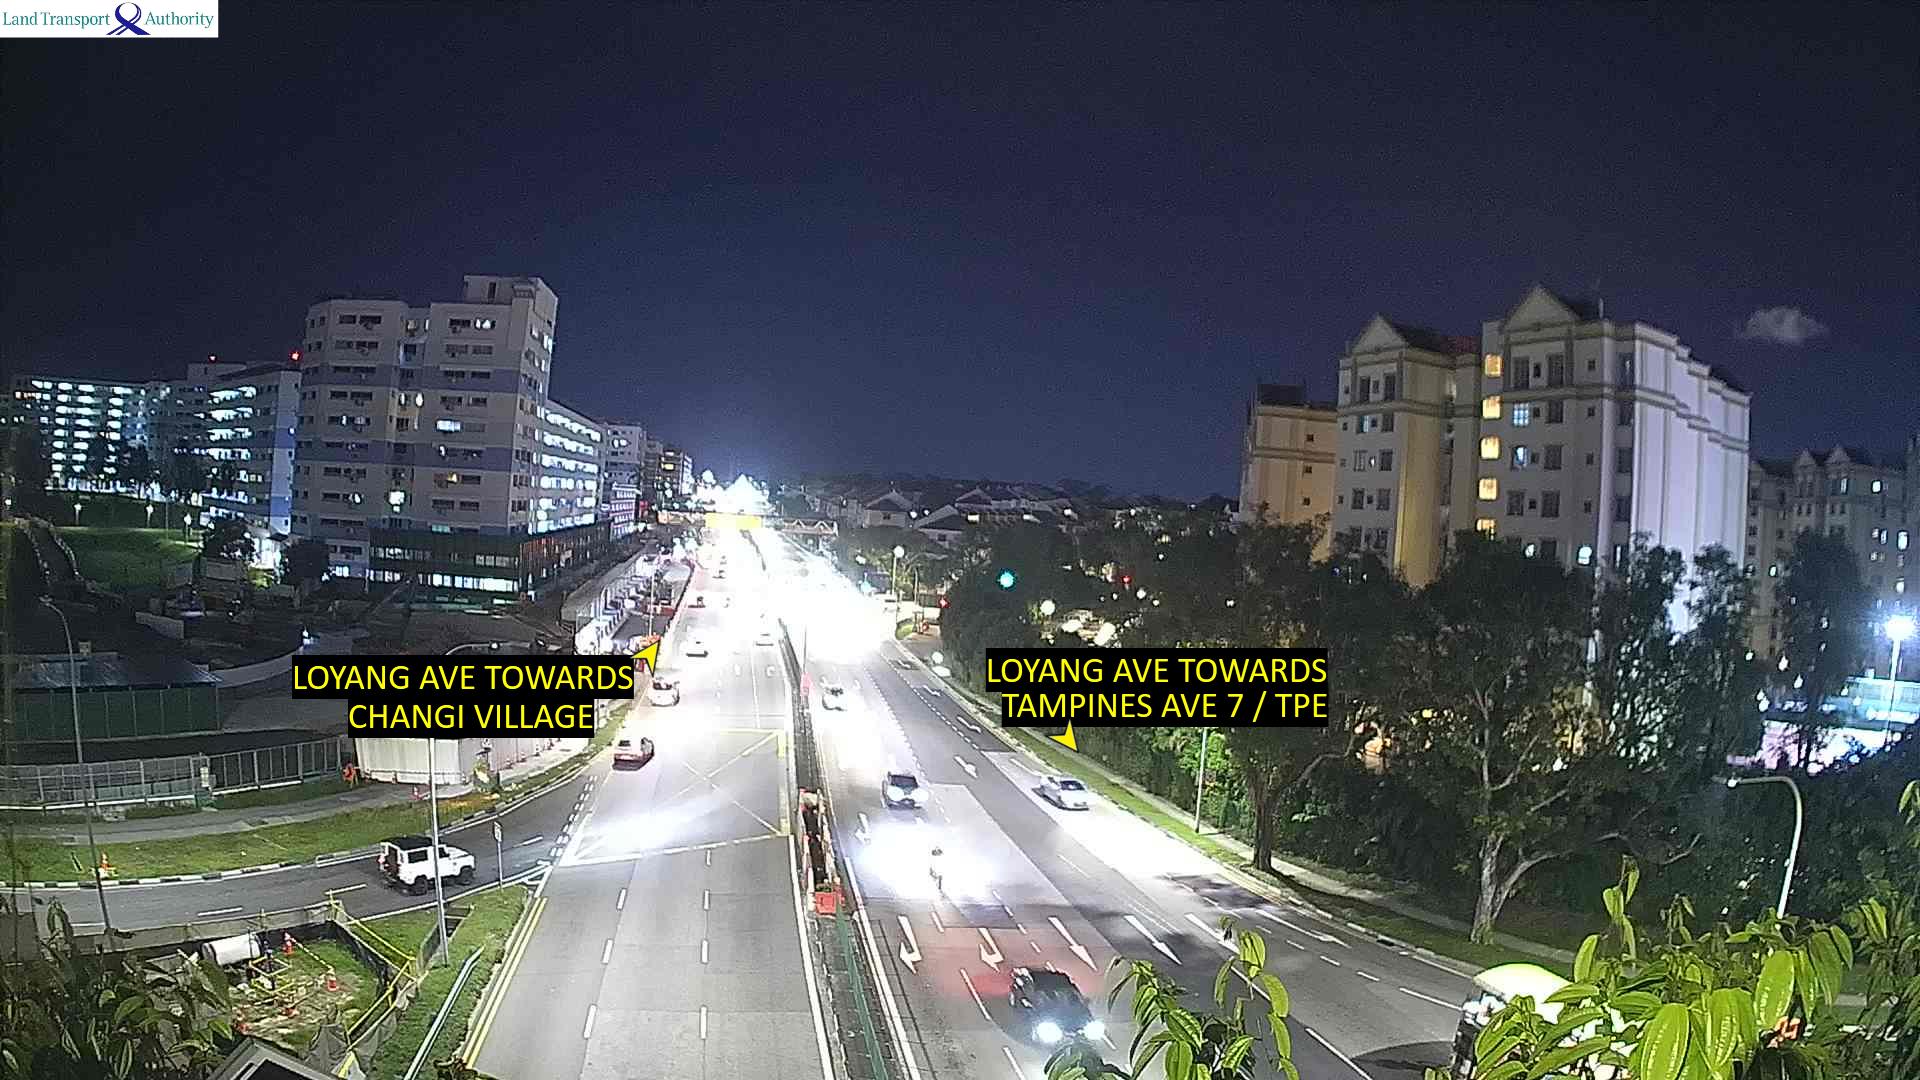 Land Transport Authority
LOYANG AVE TOWARDS
CHANGI VILLAGE
LOYANG AVE TOWARDS
TAMPINES AVE 7 / TPE